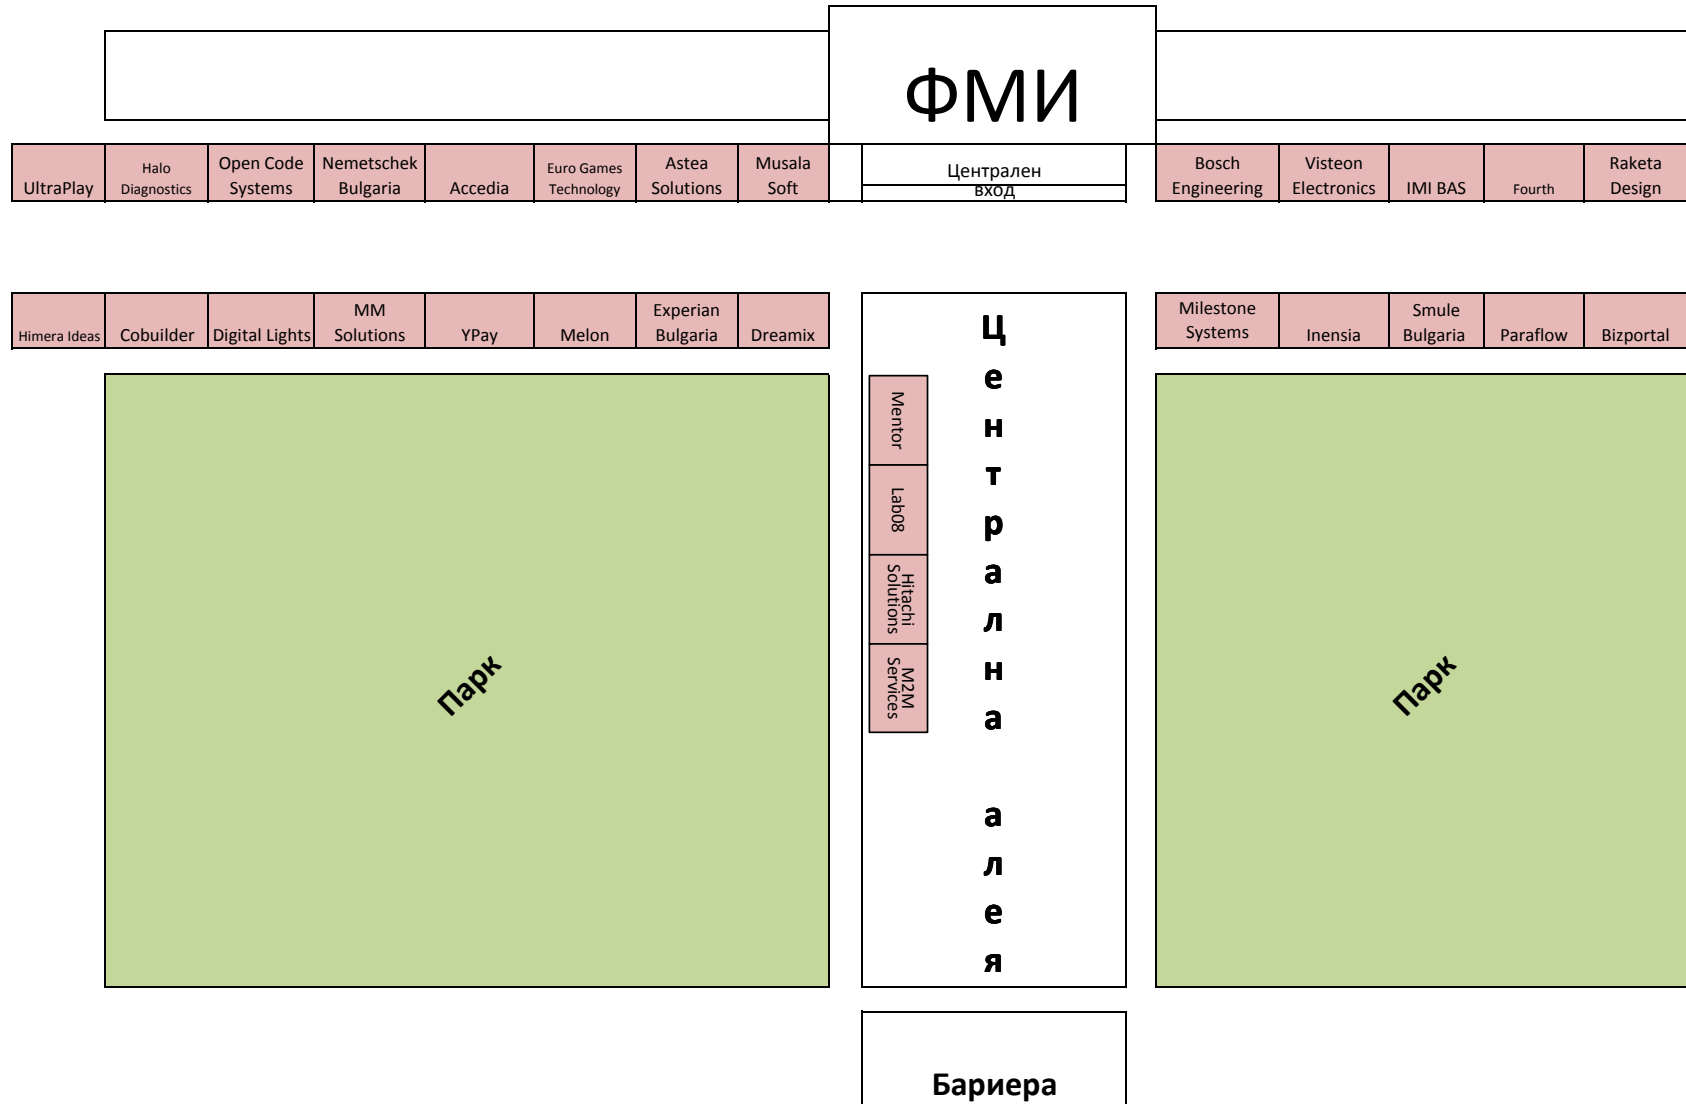 ФМИ
UltraPlay
Halo
Diagnostics
Open Code
Systems
Nemetschek
Bulgaria
Accedia
Euro Games
Technology
Astea
Solutions
Musala
Soft
Централен
вход
Bosch
Engineering
Visteon
Electronics
IMI BAS
Fourth
Raketa
Design
Himera Ideas
Cobuilder
Digital Lights
MM
Solutions
YPay
Melon
Experian
Bulgaria
Dreamix
Milestone
Systems
Inensia
Smule
Bulgaria
Paraflow
Bizportal
Централна алея
Mentor
Lab08
Hitachi
Solutions
M2M
Services
Парк
Парк
Бариера